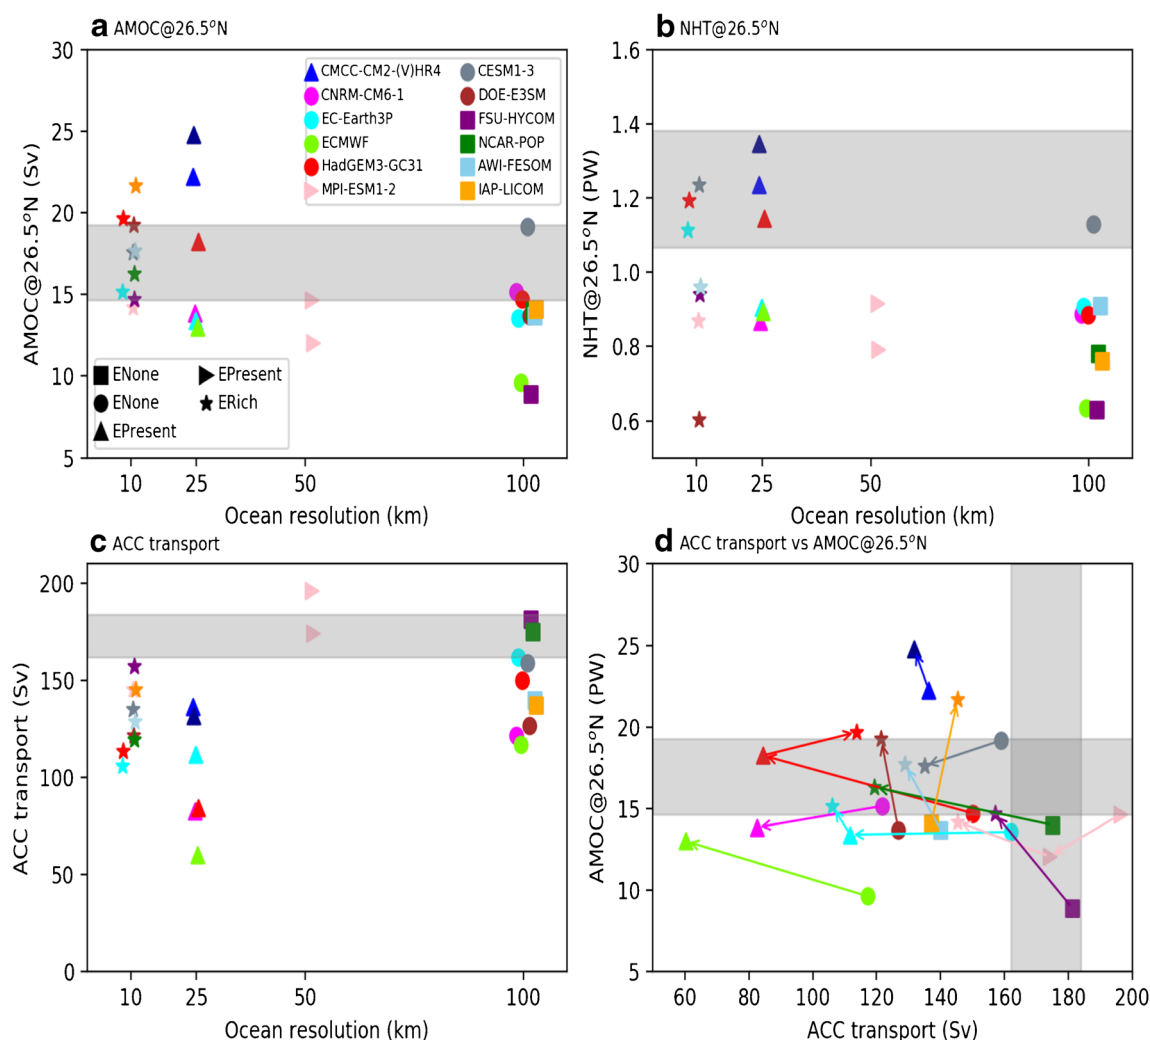 a AMOC@26.5°N
30
25
20
15
10
5
AMOC@26.5°N (Sv)
CMCC-CM2-(V)HR4
CNRM-CM6-1
EC-Earth3P
ECMWF
HadGEM3-GC31
MPI-ESM1-2
CESM1-3
DOE-E3SM
FSU-HYCOM
NCAR-POP
AWI-FESOM
IAP-LICOM
ENone
ENone
EPresent
EPresent
ERich
10 25 50 100
Ocean resolution (km)
b NHT@26.5°N
1.6
1.4
1.2
1.0
0.8
0.6
NHT@26.5°N (PW)
10 25 50 100
Ocean resolution (km)
c ACC transport
200
150
100
50
0
ACC transport (Sv)
10 25 50 100
Ocean resolution (km)
d ACC transport vs AMOC@26.5°N
30
25
20
15
10
5
AMOC@26.5°N (PW)
60 80 100 120 140 160 180 200
ACC transport (Sv)